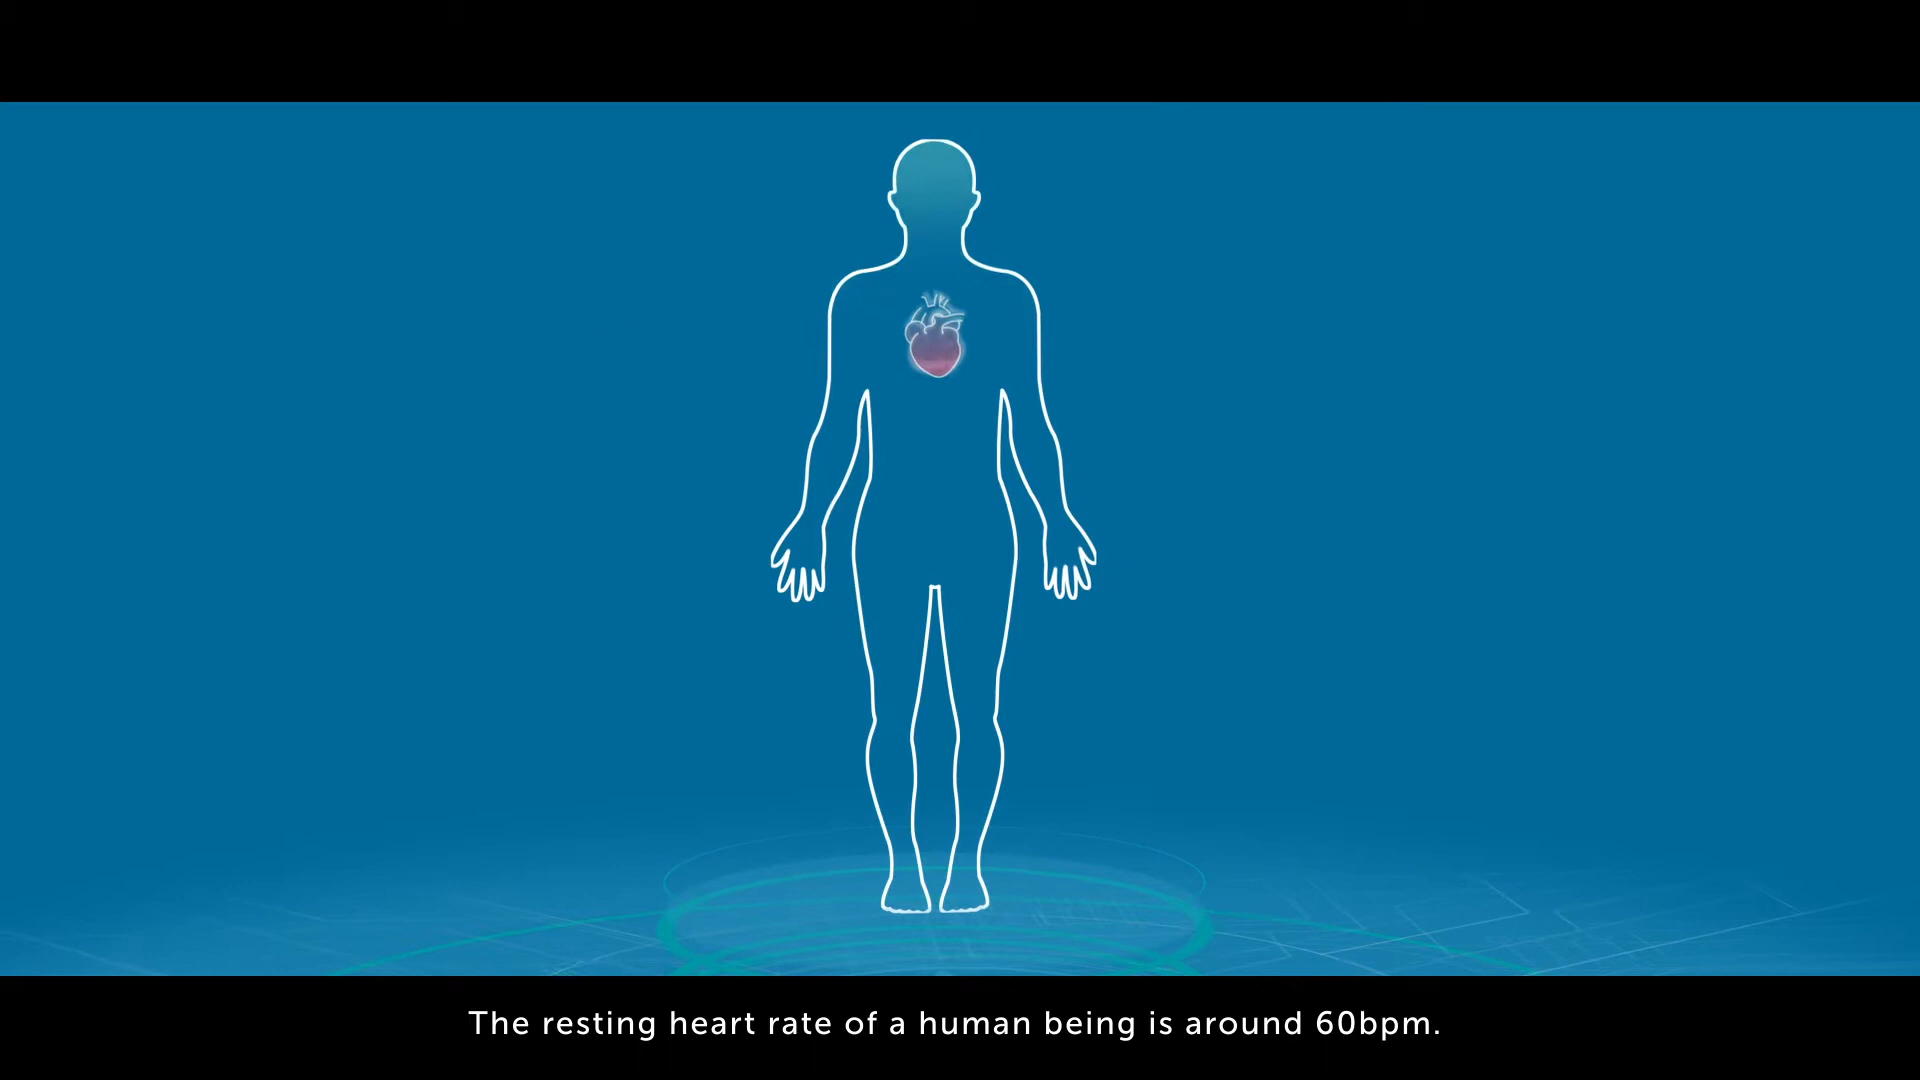 The resting heart rate of a human being is around 60bpm.